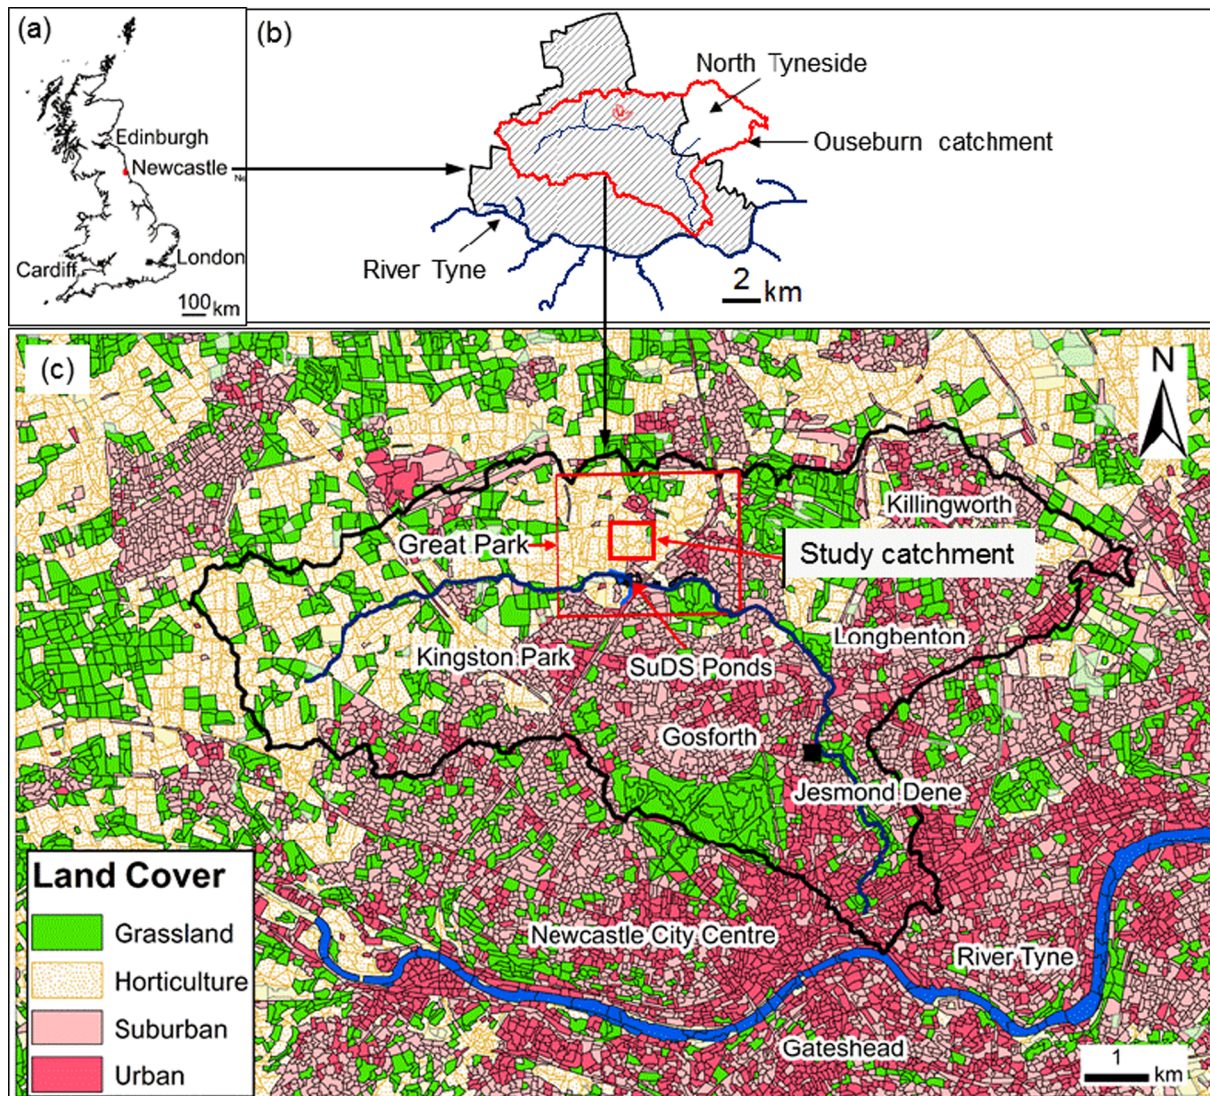 (a)
Edinburgh
Newcastle
Cardiff
London
100 km
(b)
North Tyneside
Ouseburn catchment
River Tyne
2 km
(c)
N
Killingworth
Great Park
Study catchment
Longbenton
Kingston Park
SuDS Ponds
Gosforth
Jesmond Dene
Newcastle City Centre
River Tyne
Gateshead
Land Cover
Grassland
Horticulture
Suburban
Urban
1 km